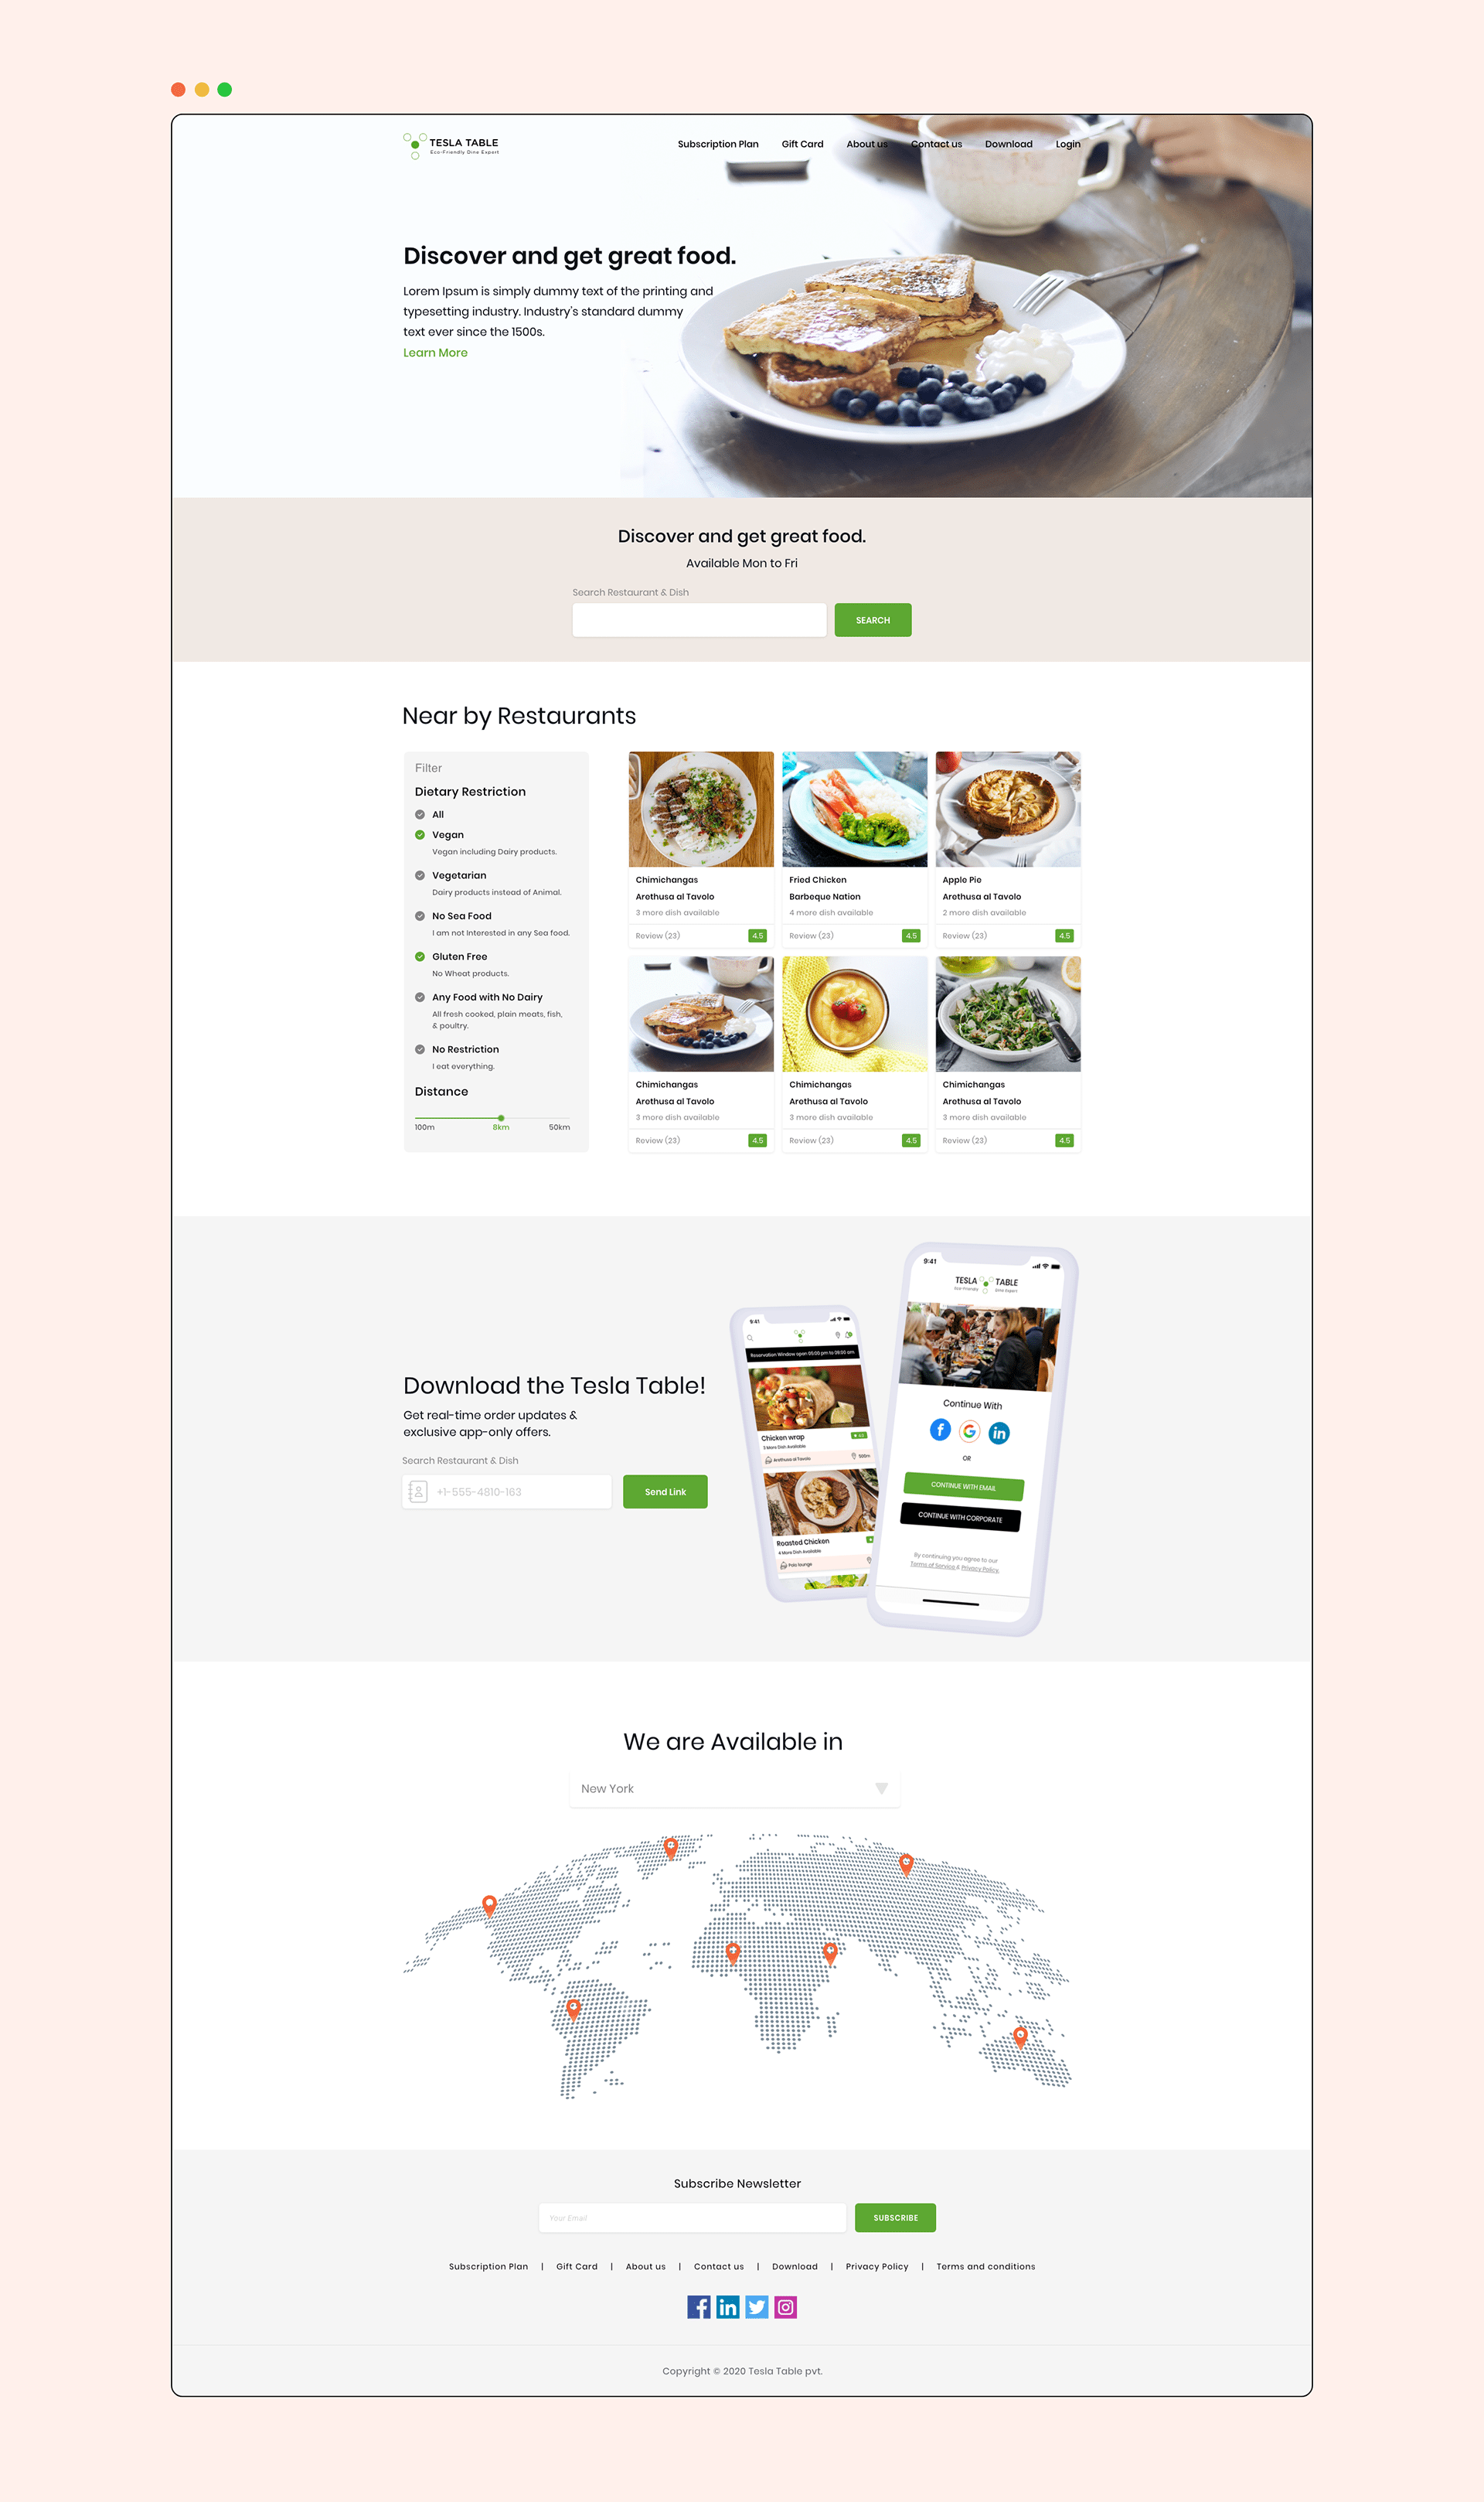 TESLA TABLE
Eco-Friendly Dine Expert
Subscription Plan Gift Card About us Contact us Download Login
Discover and get great food.
Lorem Ipsum is simply dummy text of the printing and
typesetting industry. Industry's standard dummy
text ever since the 1500s.
Learn More
Discover and get great food.
Available Mon to Fri
Search Restaurant & Dish
SEARCH
Near by Restaurants
Filter
Dietary Restriction
All
Vegan
Vegan including Dairy products.
Vegetarian
Dairy products instead of Animal.
No Sea Food
I am not Interested in any Sea food.
Gluten Free
No Wheat products.
Any Food with No Dairy
All fresh cooked, plain meats, fish,
& poultry.
No Restriction
I eat everything.
Distance
100m 8km 50km
Chimichangas
Arethusa al Tavolo
3 more dish available
Review (23) 4.5
Fried Chicken
Barbeque Nation
4 more dish available
Review (23) 4.5
Apple Pie
Arethusa al Tavolo
2 more dish available
Review (23) 4.5
Chimichangas
Arethusa al Tavolo
3 more dish available
Review (23) 4.5
Chimichangas
Arethusa al Tavolo
3 more dish available
Review (23) 4.5
Chimichangas
Arethusa al Tavolo
3 more dish available
Review (23) 4.5
Download the Tesla Table!
Get real-time order updates &
exclusive app-only offers.
Search Restaurant & Dish
+1-555-4810-163
Send Link
9:41
Reservation Window open 05:00 pm to 09:00 am.
Chicken wrap
3 More Dish Available
Arethusa al Tavolo 500m
Roasted Chicken
4 More Dish Available
Polo lounge
9:41
TESLA TABLE
Eco-Friendly Dine Expert
Continue With
OR
CONTINUE WITH EMAIL
CONTINUE WITH CORPORATE
By continuing you agree to our
Terms of Service & Privacy Policy.
We are Available in
New York
Subscribe Newsletter
Your Email
SUBSCRIBE
Subscription Plan | Gift Card | About us | Contact us | Download | Privacy Policy | Terms and conditions
Copyright © 2020 Tesla Table pvt.